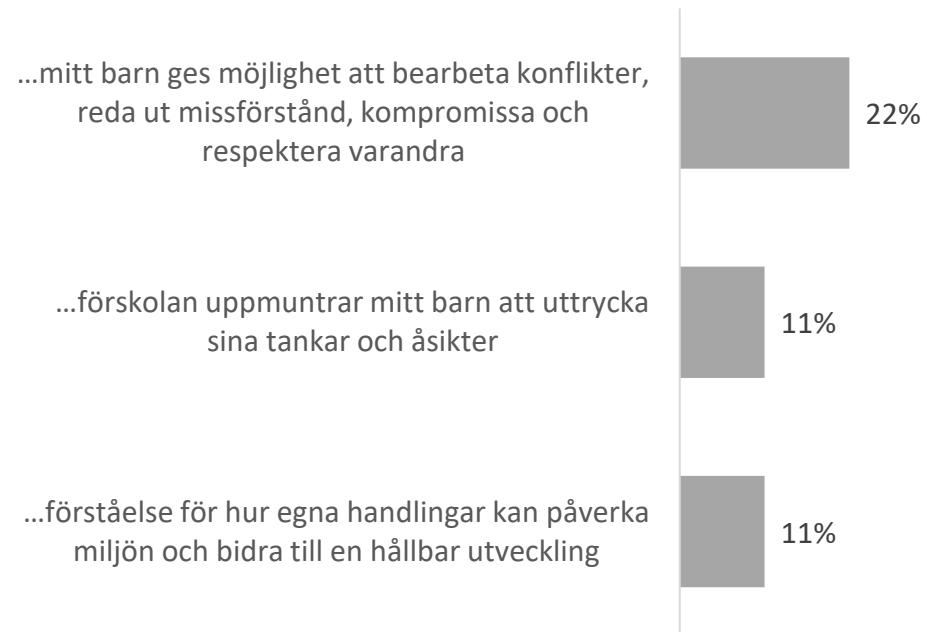 …mitt barn ges möjlighet att bearbeta konflikter,
reda ut missförstånd, kompromissa och
respektera varandra
22%
…förskolan uppmuntrar mitt barn att uttrycka
sina tankar och åsikter
11%
…förståelse för hur egna handlingar kan påverka
miljön och bidra till en hållbar utveckling
11%